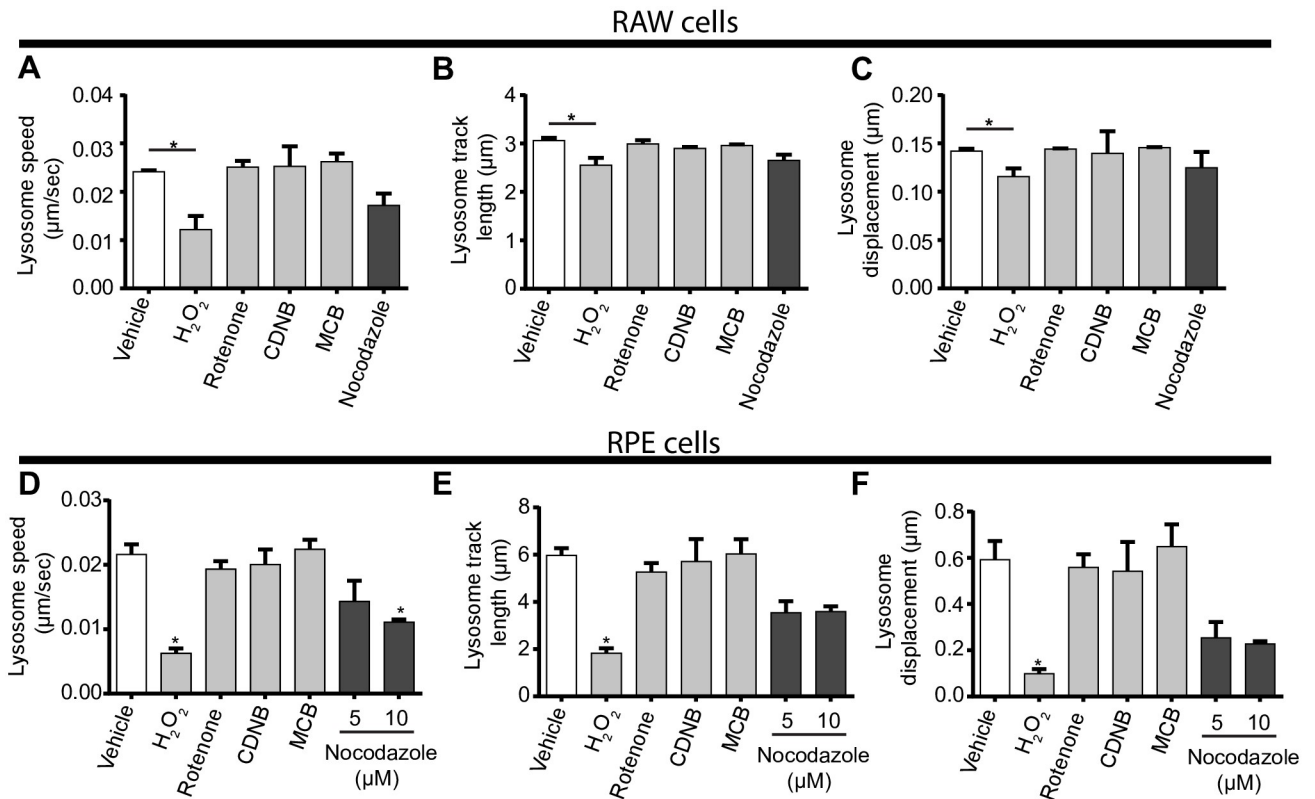 RAW cells
A
B
C
Lysosome speed
(µm/sec)
0.04
0.03
0.02
0.01
0.00
*
Vehicle
H2O2
Rotenone
CDNB
MCB
Nocodazole
Lysosome track
length (µm)
4
3
2
1
0
*
Vehicle
H2O2
Rotenone
CDNB
MCB
Nocodazole
Lysosome
displacement (µm)
0.20
0.15
0.10
0.05
0.00
*
Vehicle
H2O2
Rotenone
CDNB
MCB
Nocodazole
RPE cells
D
E
F
Lysosome speed
(µm/sec)
0.03
0.02
0.01
0.00
*
*
Vehicle
H2O2
Rotenone
CDNB
MCB
5 10
Nocodazole
(µM)
Lysosome track
length (µm)
8
6
4
2
0
*
Vehicle
H2O2
Rotenone
CDNB
MCB
5 10
Nocodazole
(µM)
Lysosome
displacement (µm)
0.8
0.6
0.4
0.2
0.0
*
Vehicle
H2O2
Rotenone
CDNB
MCB
5 10
Nocodazole
(µM)